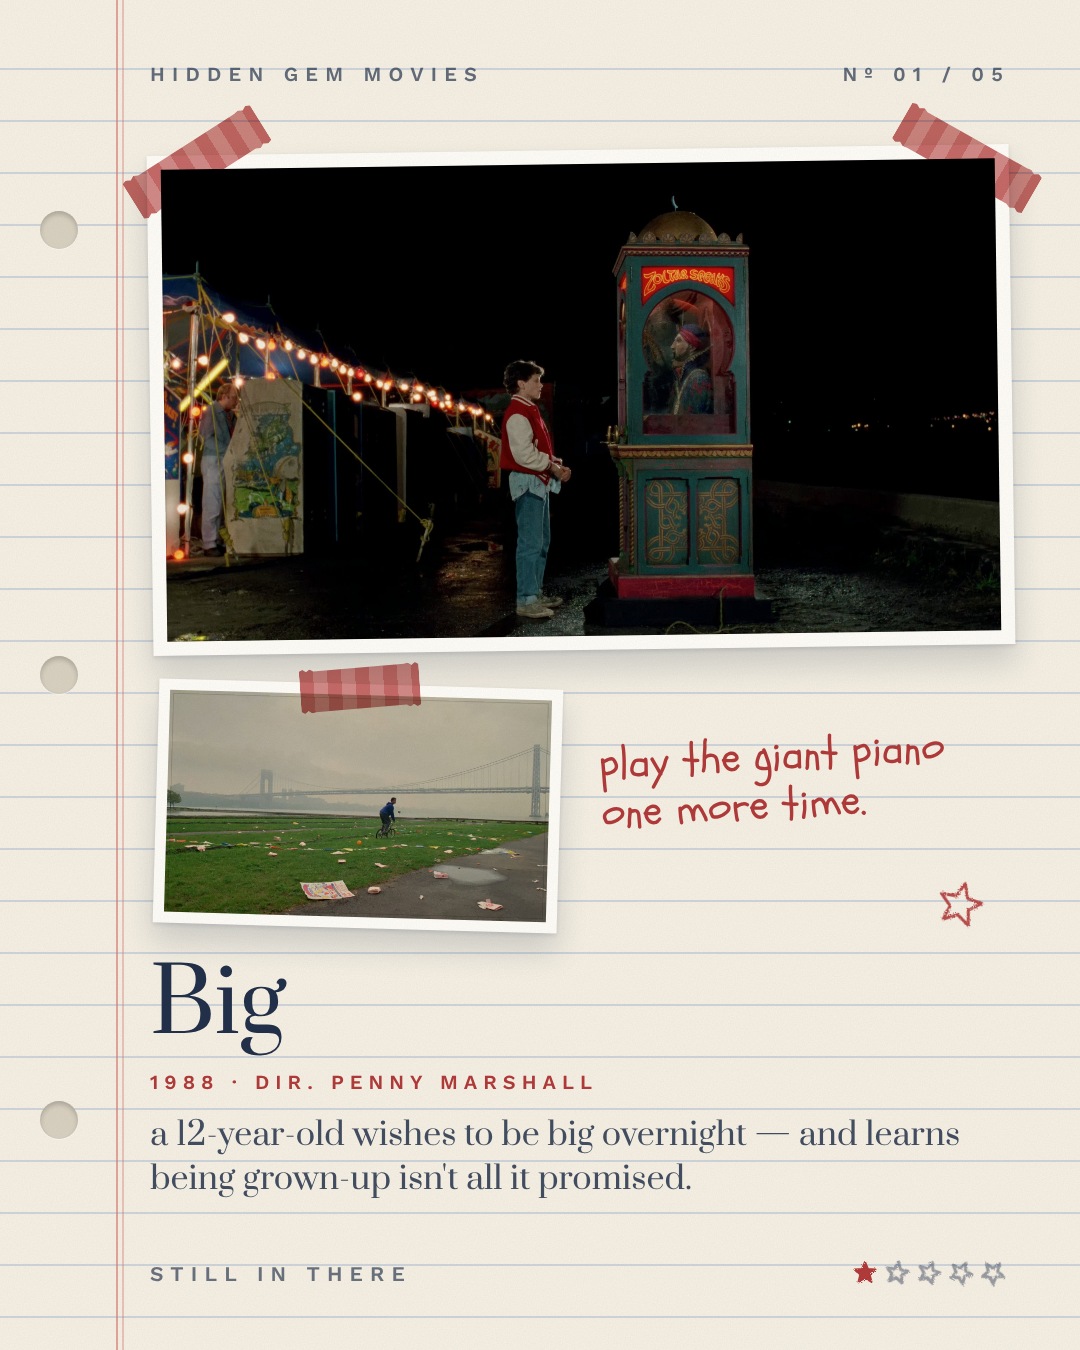 HIDDEN GEM MOVIES
Nº 01 / 05
ZOLTAR SPEAKS
play the giant piano
one more time.
Big
1988 · DIR. PENNY MARSHALL
a 12-year-old wishes to be big overnight — and learns
being grown-up isn't all it promised.
STILL IN THERE